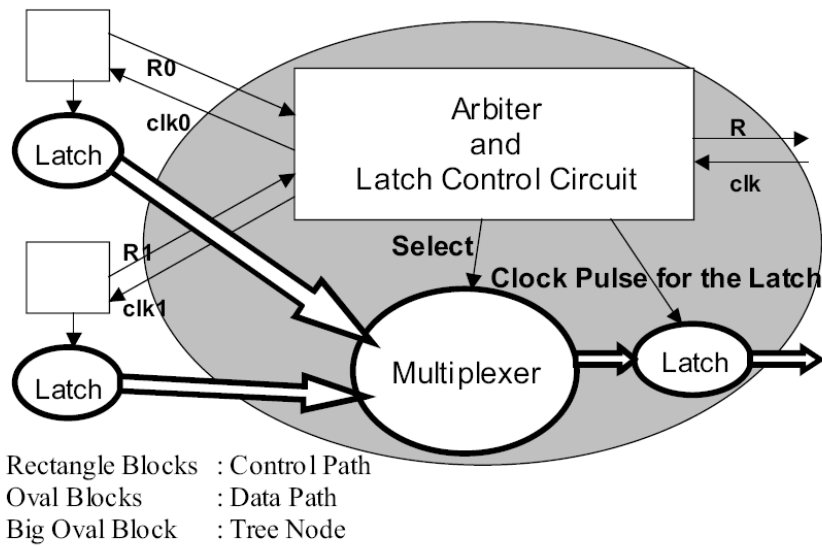 R0
clk0
Latch
Arbiter
and
Latch Control Circuit
R
clk
R1
clk1
Select
Clock Pulse for the Latch
Latch
Multiplexer
Latch
Rectangle Blocks : Control Path
Oval Blocks : Data Path
Big Oval Block : Tree Node